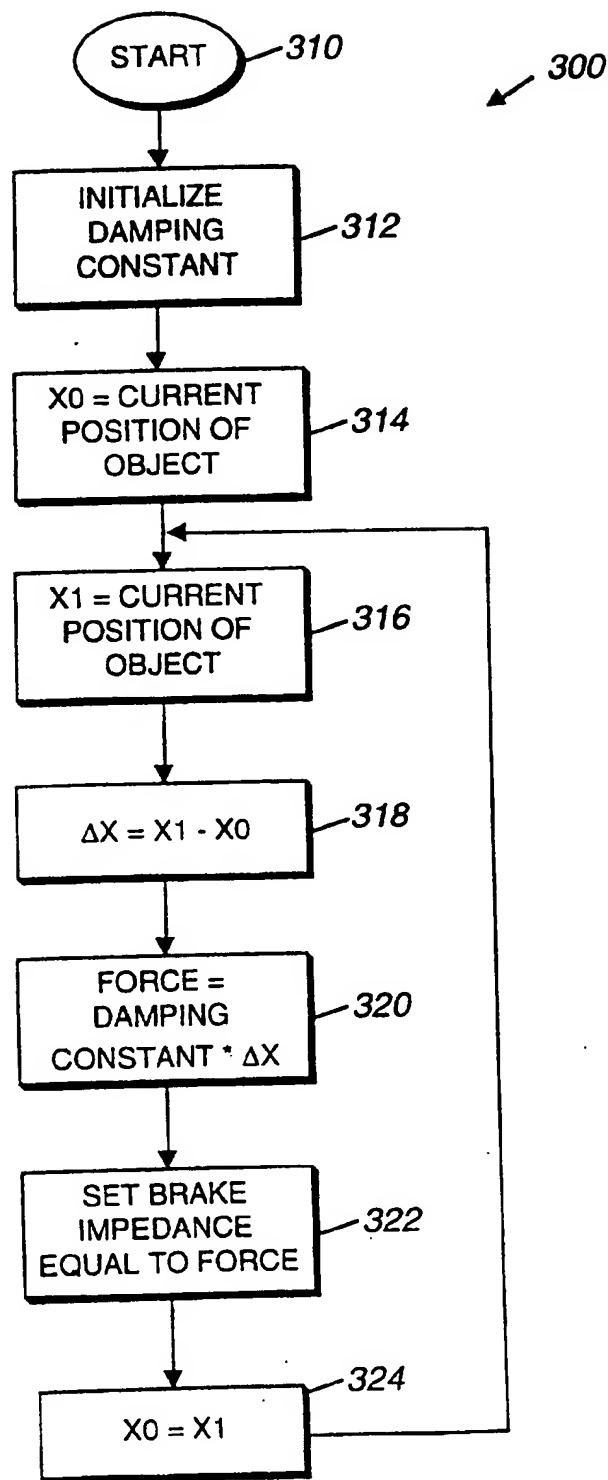 START
310
300
INITIALIZE
DAMPING
CONSTANT
312
X0 = CURRENT
POSITION OF
OBJECT
314
X1 = CURRENT
POSITION OF
OBJECT
316
ΔX = X1 - X0
318
FORCE =
DAMPING
CONSTANT * ΔX
320
SET BRAKE
IMPEDANCE
EQUAL TO FORCE
322
324
X0 = X1